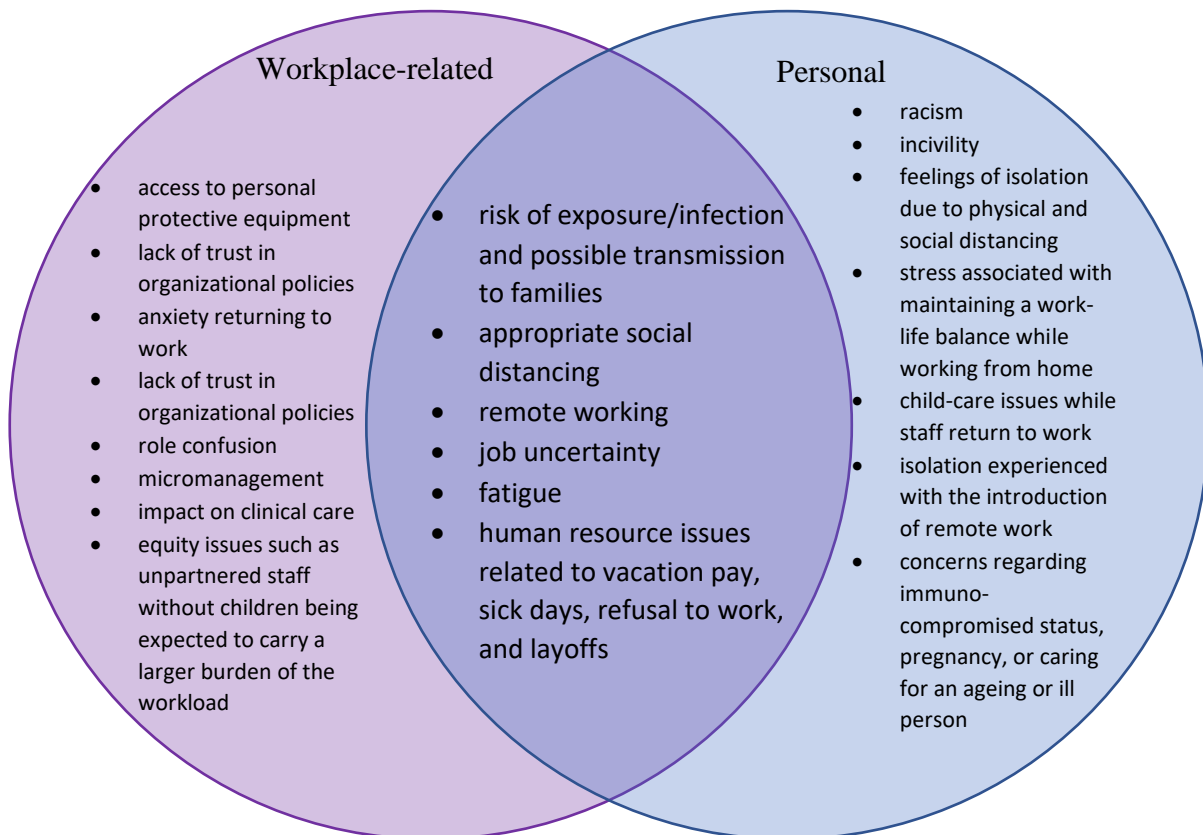 Workplace-related
• access to personal
protective equipment
• lack of trust in
organizational policies
• anxiety returning to
work
• lack of trust in
organizational policies
• role confusion
• micromanagement
• impact on clinical care
• equity issues such as
unpartnered staff
without children being
expected to carry a
larger burden of the
workload
• risk of exposure/infection
and possible transmission
to families
• appropriate social
distancing
• remote working
• job uncertainty
• fatigue
• human resource issues
related to vacation pay,
sick days, refusal to work,
and layoffs
Personal
• racism
• incivility
• feelings of isolation
due to physical and
social distancing
• stress associated with
maintaining a work-
life balance while
working from home
• child-care issues while
staff return to work
• isolation experienced
with the introduction
of remote work
• concerns regarding
immuno-
compromised status,
pregnancy, or caring
for an ageing or ill
person